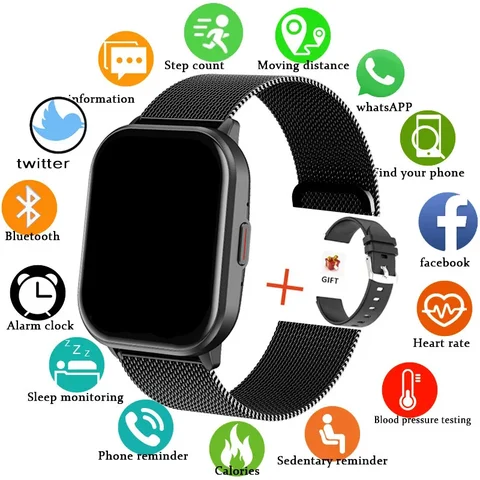 Step count
Moving distance
information
whatsAPP
twitter
find your phone
Bluetooth
GIFT
facebook
Alarm clock
Heart rate
Sleep monitoring
Blood pressure testing
Phone reminder
Sedentary reminder
Calories
Z Z Z